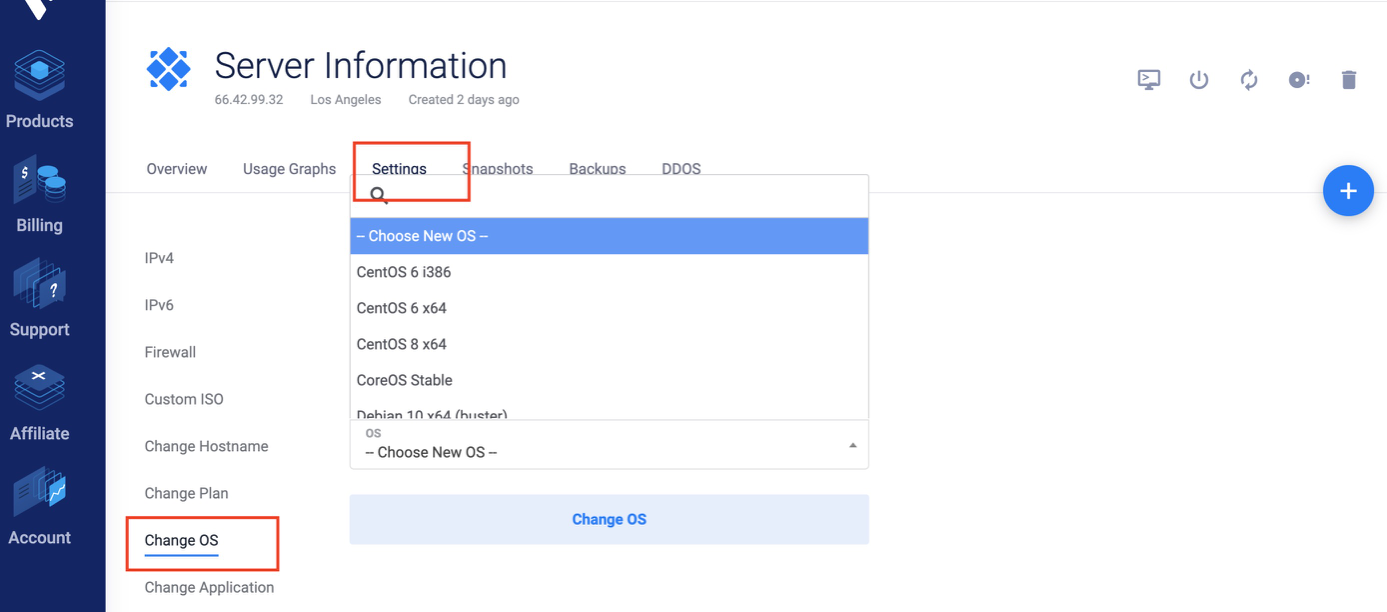 Server Information
66.42.99.32 Los Angeles Created 2 days ago
Products
Billing
Support
Affiliate
Account
Overview Usage Graphs Settings Snapshots Backups DDOS
IPv4
IPv6
Firewall
Custom ISO
Change Hostname
Change Plan
Change OS
Change Application
-- Choose New OS --
CentOS 6 i386
CentOS 6 x64
CentOS 8 x64
CoreOS Stable
Debian 10 x64 (buster)
OS
-- Choose New OS --
Change OS